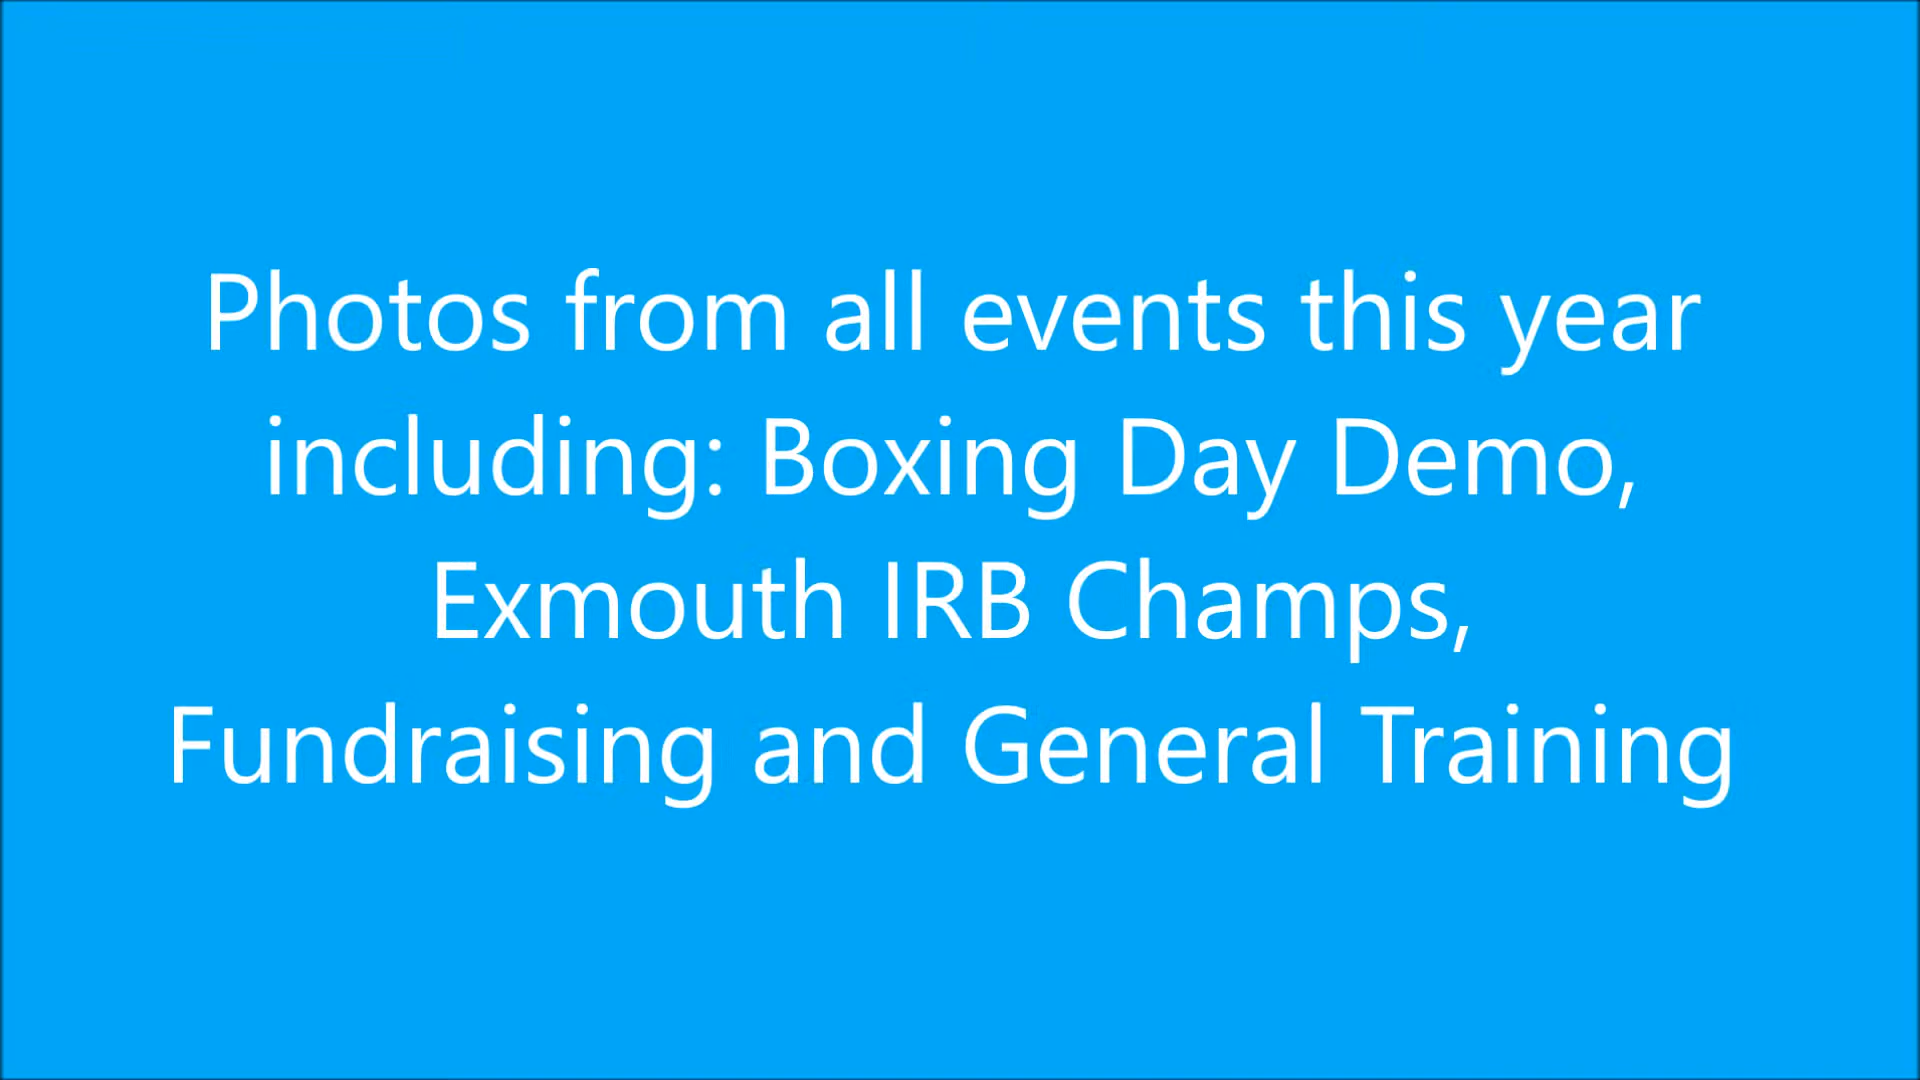 Photos from all events this year
including: Boxing Day Demo,
Exmouth IRB Champs,
Fundraising and General Training